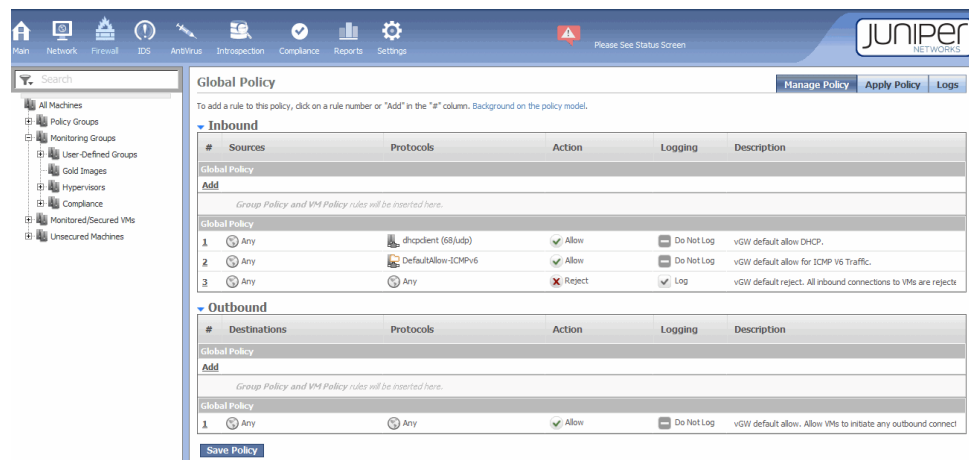 Main Network Firewall IDS AntiVirus Introspection Compliance Reports Settings
Please See Status Screen
JUNIPER
NETWORKS
Search
All Machines
Policy Groups
Monitoring Groups
User-Defined Groups
Gold Images
Hypervisors
Compliance
Monitored/Secured VMs
Unsecured Machines
Global Policy
Manage Policy Apply Policy Logs
To add a rule to this policy, click on a rule number or "Add" in the "#" column. Background on the policy model.
Inbound
# Sources Protocols Action Logging Description
Global Policy
Add
Group Policy and VM Policy rules will be inserted here.
Global Policy
1 Any dhcpclient (68/udp) Allow Do Not Log vGW default allow DHCP.
2 Any DefaultAllow-ICMPv6 Allow Do Not Log vGW default allow for ICMP V6 Traffic.
3 Any Any Reject Log vGW default reject. All inbound connections to VMs are rejecte
Outbound
# Destinations Protocols Action Logging Description
Global Policy
Add
Group Policy and VM Policy rules will be inserted here.
Global Policy
1 Any Any Allow Do Not Log vGW default allow. Allow VMs to initiate any outbound connect
Save Policy